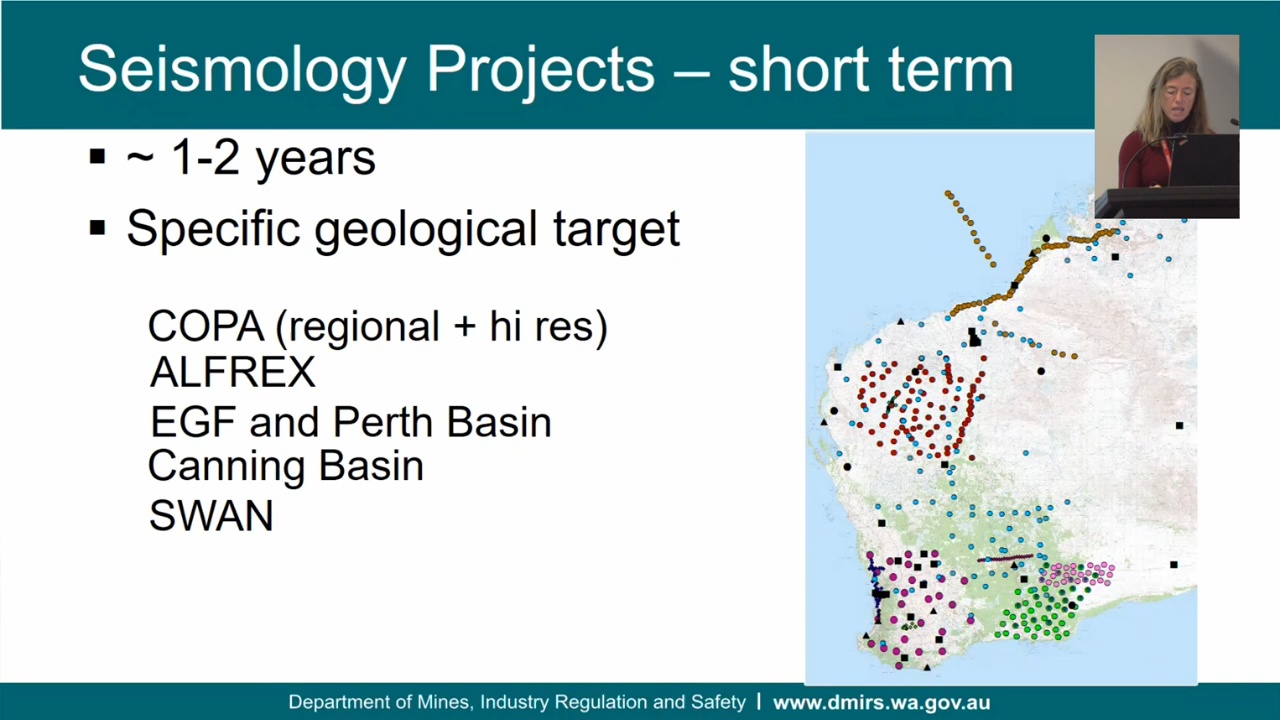 Seismology Projects – short term
▪ ~ 1-2 years
▪ Specific geological target
COPA (regional + hi res)
ALFREX
EGF and Perth Basin
Canning Basin
SWAN
Department of Mines, Industry Regulation and Safety | www.dmirs.wa.gov.au